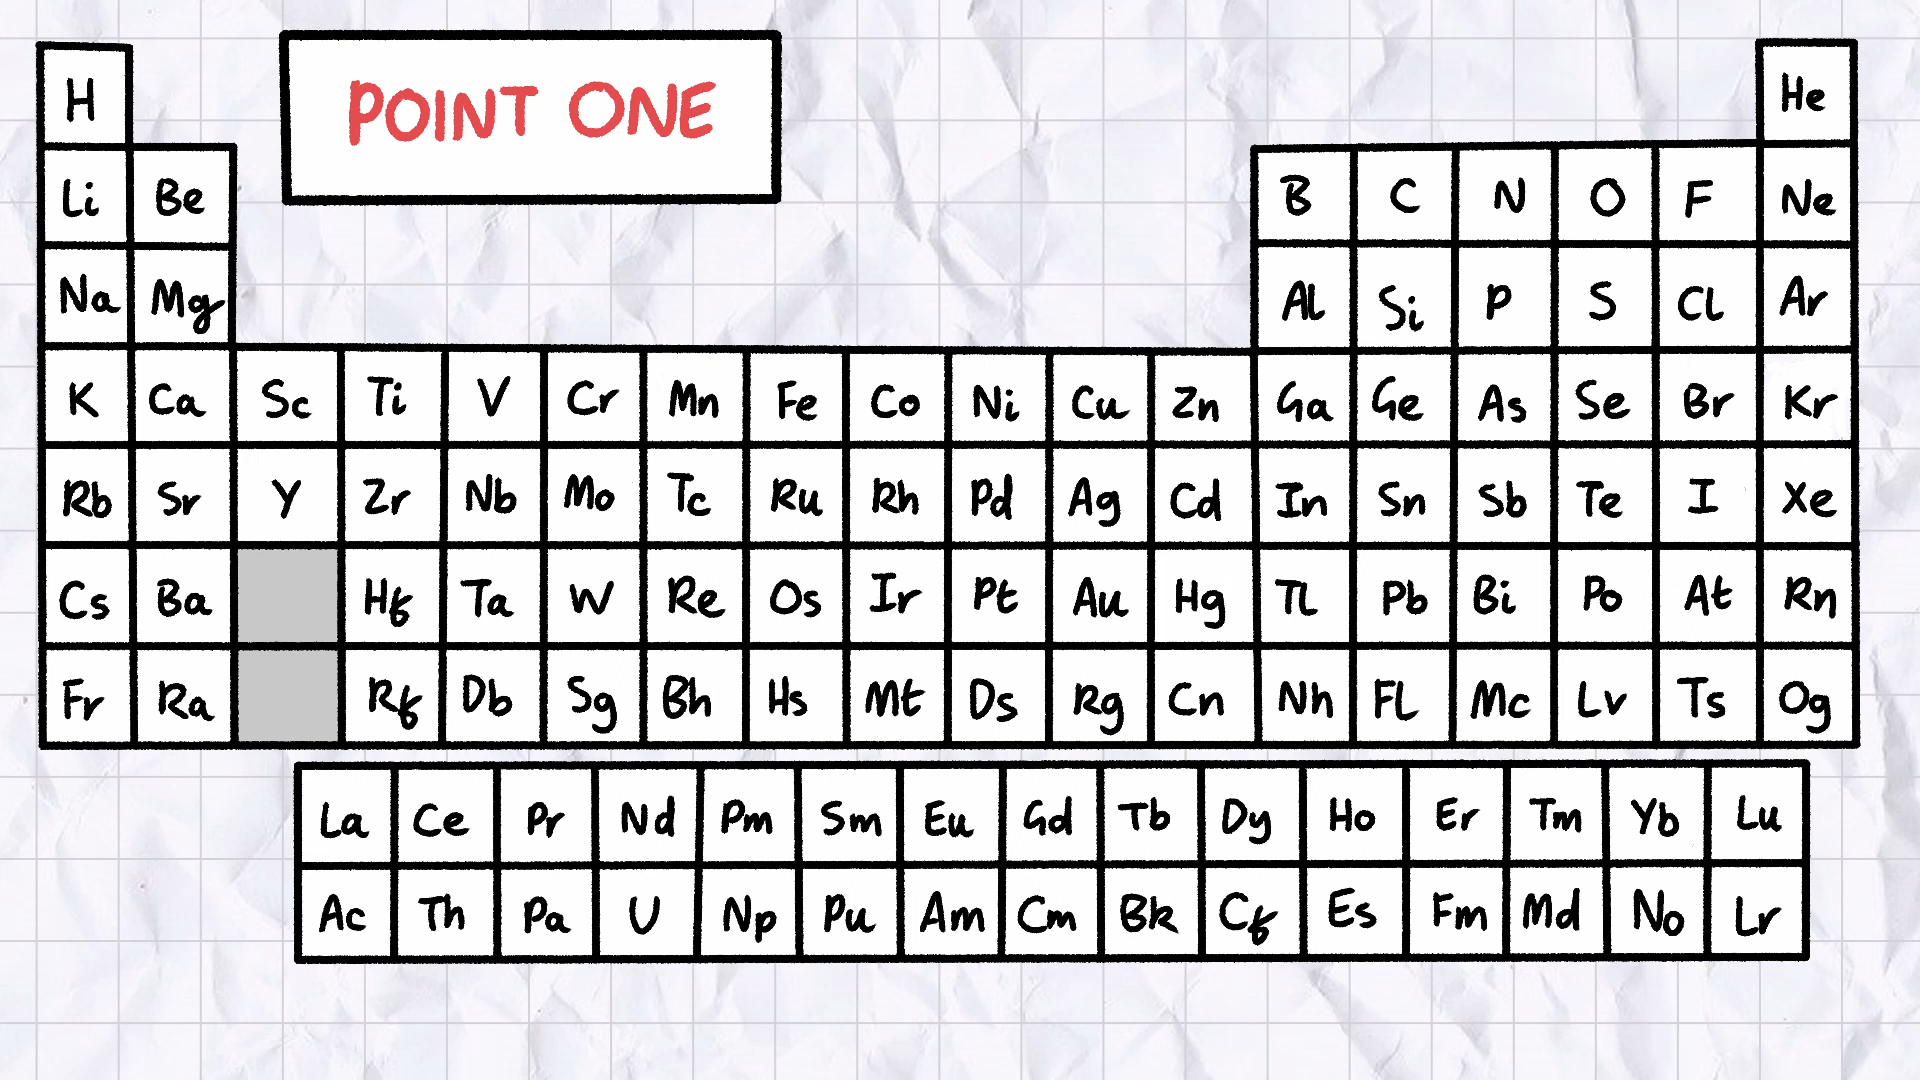 POINT ONE
H He
Li Be B C N O F Ne
Na Mg Al Si P S Cl Ar
K Ca Sc Ti V Cr Mn Fe Co Ni Cu Zn Ga Ge As Se Br Kr
Rb Sr Y Zr Nb Mo Tc Ru Rh Pd Ag Cd In Sn Sb Te I Xe
Cs Ba Hf Ta W Re Os Ir Pt Au Hg Tl Pb Bi Po At Rn
Fr Ra Rf Db Sg Bh Hs Mt Ds Rg Cn Nh FL Mc Lv Ts Og
La Ce Pr Nd Pm Sm Eu Gd Tb Dy Ho Er Tm Yb Lu
Ac Th Pa U Np Pu Am Cm Bk Cf Es Fm Md No Lr